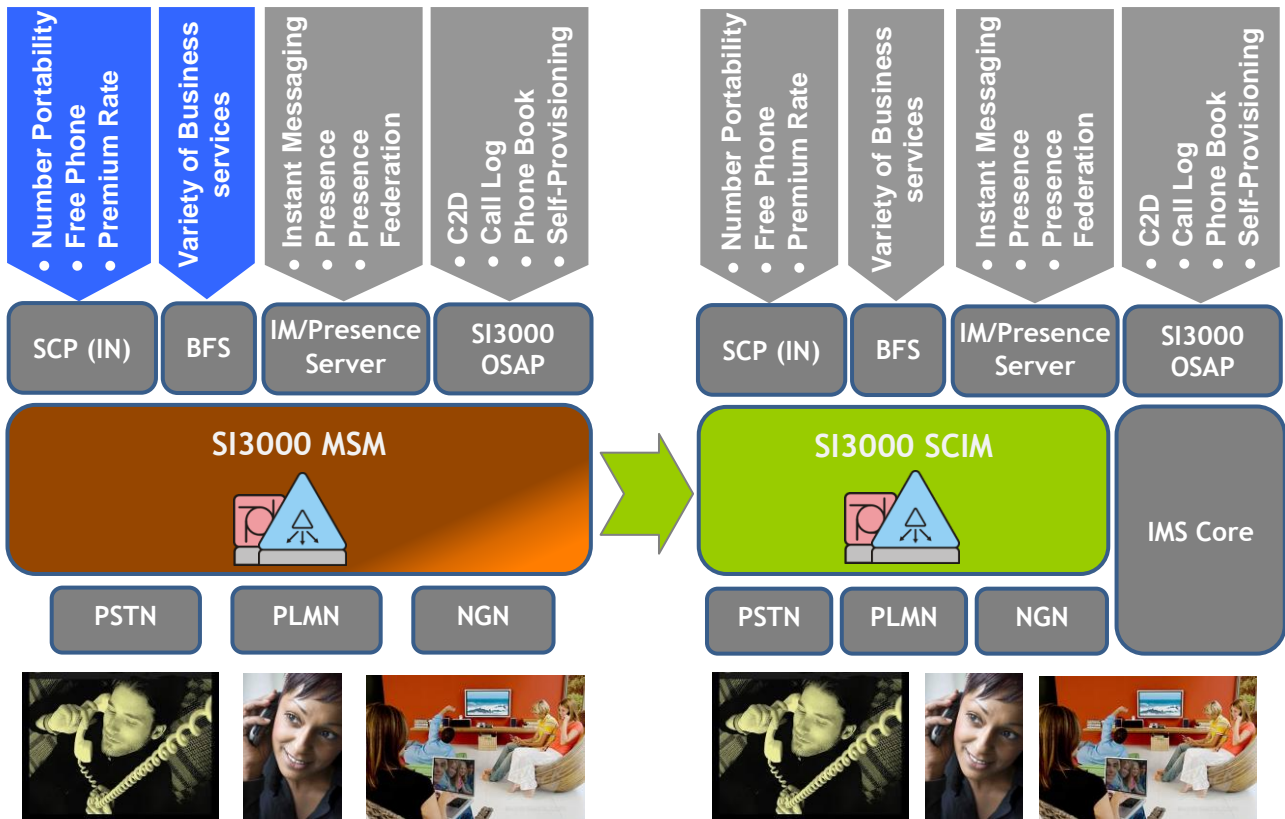 • Number Portability
• Free Phone
• Premium Rate
Variety of Business
services
• Instant Messaging
• Presence
• Presence
Federation
• C2D
• Call Log
• Phone Book
• Self-Provisioning
• Number Portability
• Free Phone
• Premium Rate
Variety of Business
services
• Instant Messaging
• Presence
• Presence
Federation
• C2D
• Call Log
• Phone Book
• Self-Provisioning
SCP (IN)
BFS
IM/Presence
Server
SI3000
OSAP
SCP (IN)
BFS
IM/Presence
Server
SI3000
OSAP
SI3000 MSM
SI3000 SCIM
IMS Core
PSTN
PLMN
NGN
PSTN
PLMN
NGN